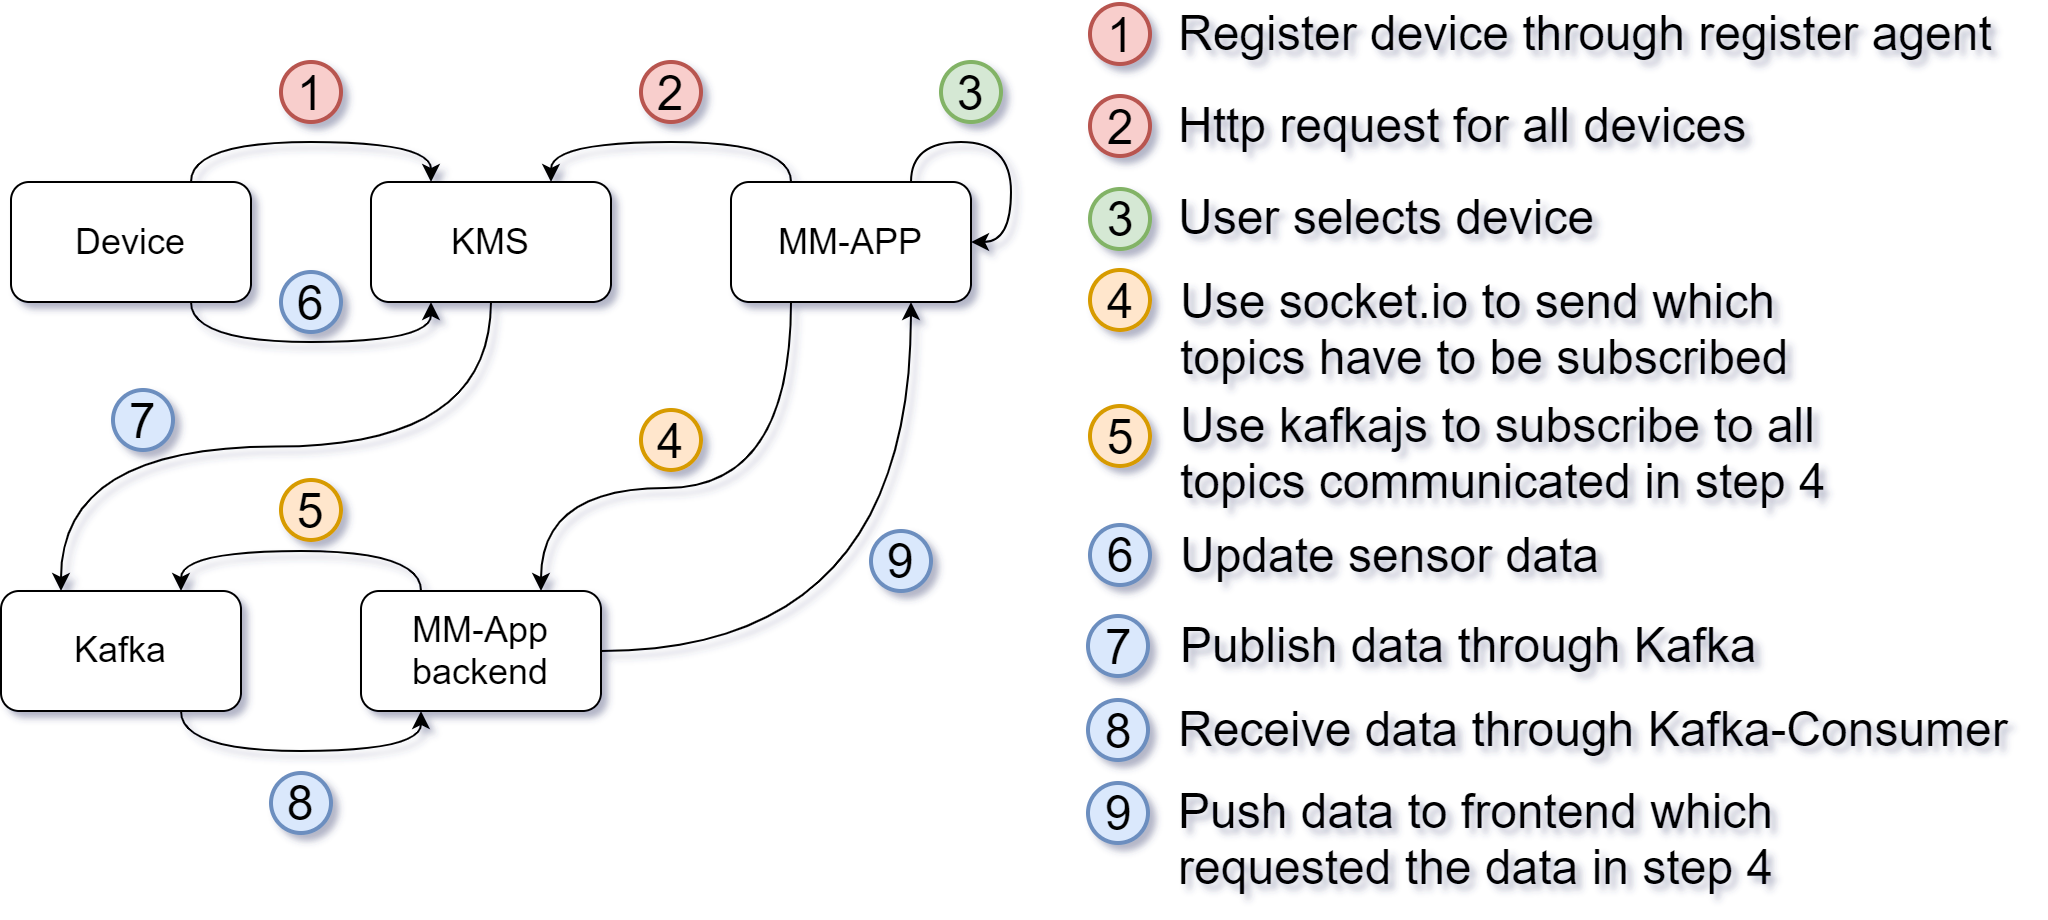 1
2
3
Device
KMS
MM-APP
6
7
4
5
9
Kafka
MM-App
backend
8
1 Register device through register agent
2 Http request for all devices
3 User selects device
4 Use socket.io to send which
topics have to be subscribed
5 Use kafkajs to subscribe to all
topics communicated in step 4
6 Update sensor data
7 Publish data through Kafka
8 Receive data through Kafka-Consumer
9 Push data to frontend which
requested the data in step 4